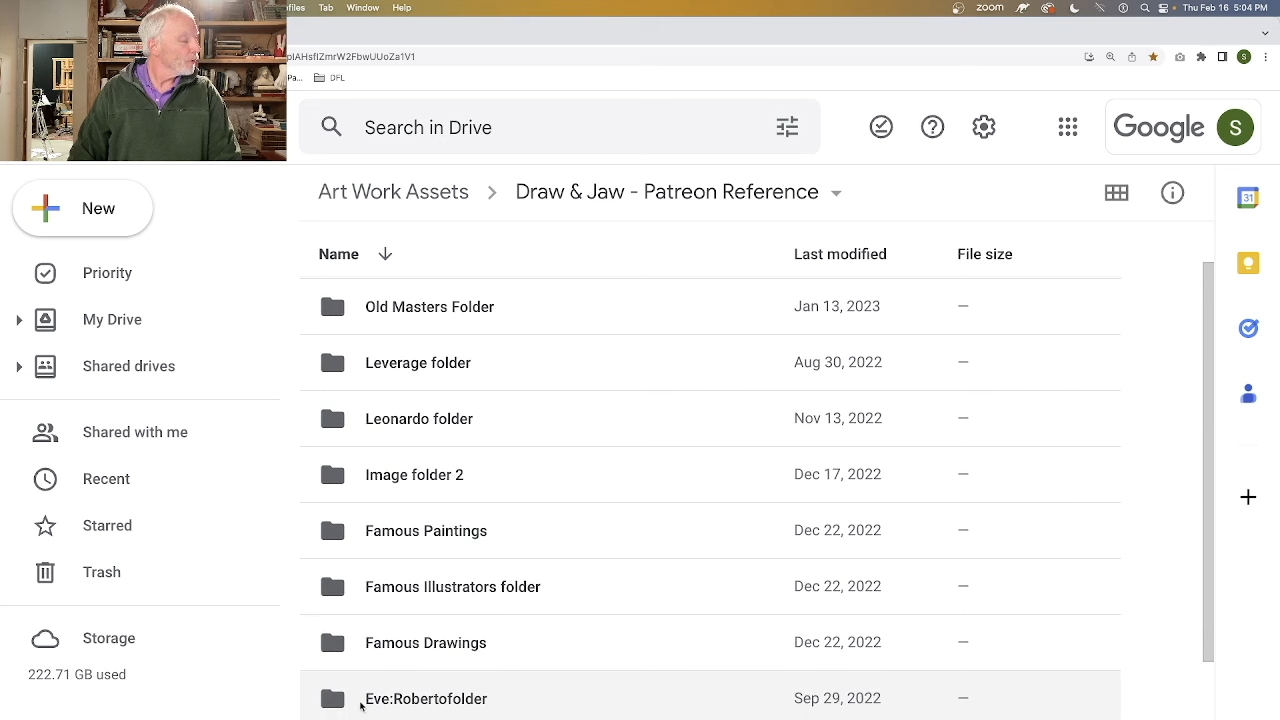 ofiles Tab Window Help ZOOM Thu Feb 16 5:04 PM
pIAHsfIZmrW2FbwUUoZa1V1
Pa... DFL
S
Search in Drive Google S
New Art Work Assets Draw & Jaw - Patreon Reference
31
Name Last modified File size
Priority
Old Masters Folder Jan 13, 2023 —
My Drive
Shared drives Leverage folder Aug 30, 2022 —
Leonardo folder Nov 13, 2022 —
Shared with me
Recent Image folder 2 Dec 17, 2022 —
Starred Famous Paintings Dec 22, 2022 —
Trash Famous Illustrators folder Dec 22, 2022 —
Storage Famous Drawings Dec 22, 2022 —
222.71 GB used
Eve:Robertofolder Sep 29, 2022 —